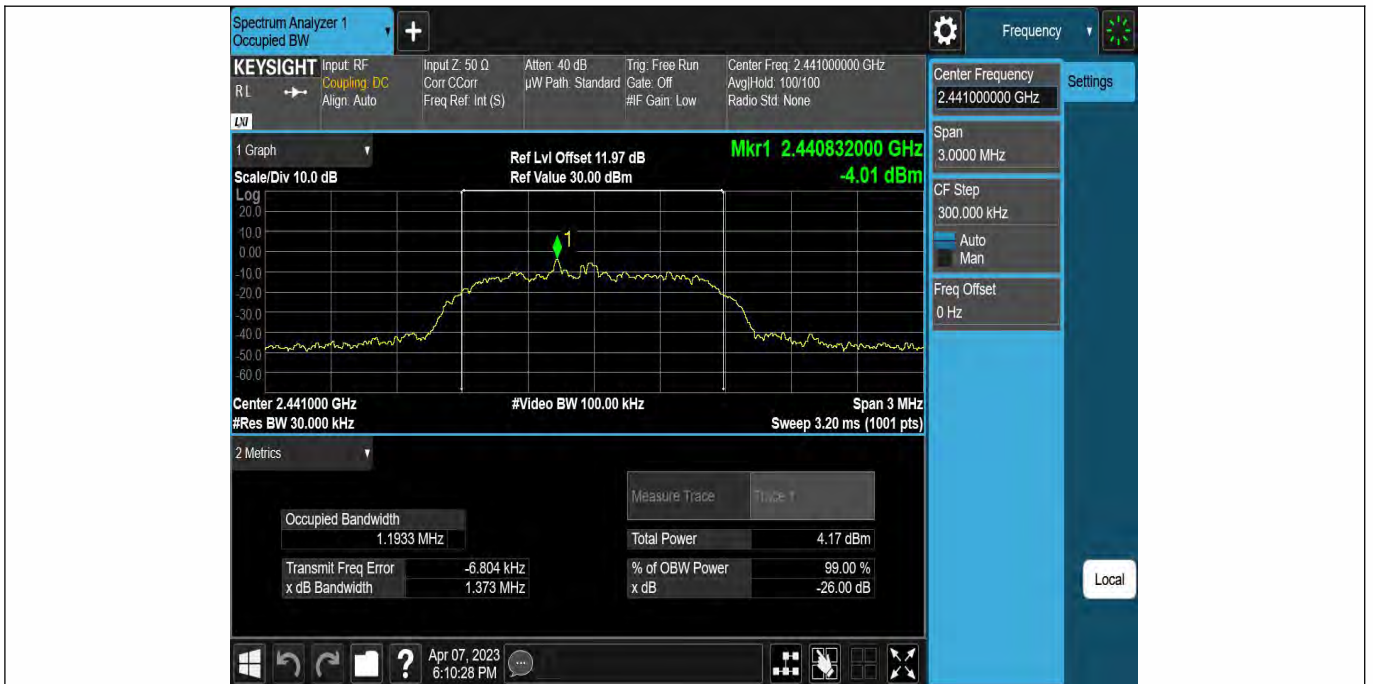 Spectrum Analyzer 1
Occupied BW
+
Frequency
KEYSIGHT
RL
LXI
Input: RF
Coupling: DC
Align: Auto
Input Z: 50 Ω
Corr CCorr
Freq Ref: Int (S)
Atten: 40 dB
µW Path: Standard
Trig: Free Run
Gate: Off
#IF Gain: Low
Center Freq: 2.441000000 GHz
Avg|Hold: 100/100
Radio Std: None
Center Frequency
2.441000000 GHz
Settings
Span
3.0000 MHz
CF Step
300.000 kHz
Auto
Man
Freq Offset
0 Hz
Local
1 Graph
Scale/Div 10.0 dB
Ref Lvl Offset 11.97 dB
Ref Value 30.00 dBm
Mkr1 2.440832000 GHz
-4.01 dBm
Log
20.0
10.0
0.00
-10.0
-20.0
-30.0
-40.0
-50.0
-60.0
1
Center 2.441000 GHz
#Res BW 30.000 kHz
#Video BW 100.00 kHz
Span 3 MHz
Sweep 3.20 ms (1001 pts)
2 Metrics
Measure Trace
Trace 1
Occupied Bandwidth
1.1933 MHz
Total Power 4.17 dBm
Transmit Freq Error -6.804 kHz
% of OBW Power 99.00 %
x dB Bandwidth 1.373 MHz
x dB -26.00 dB
?
Apr 07, 2023
6:10:28 PM